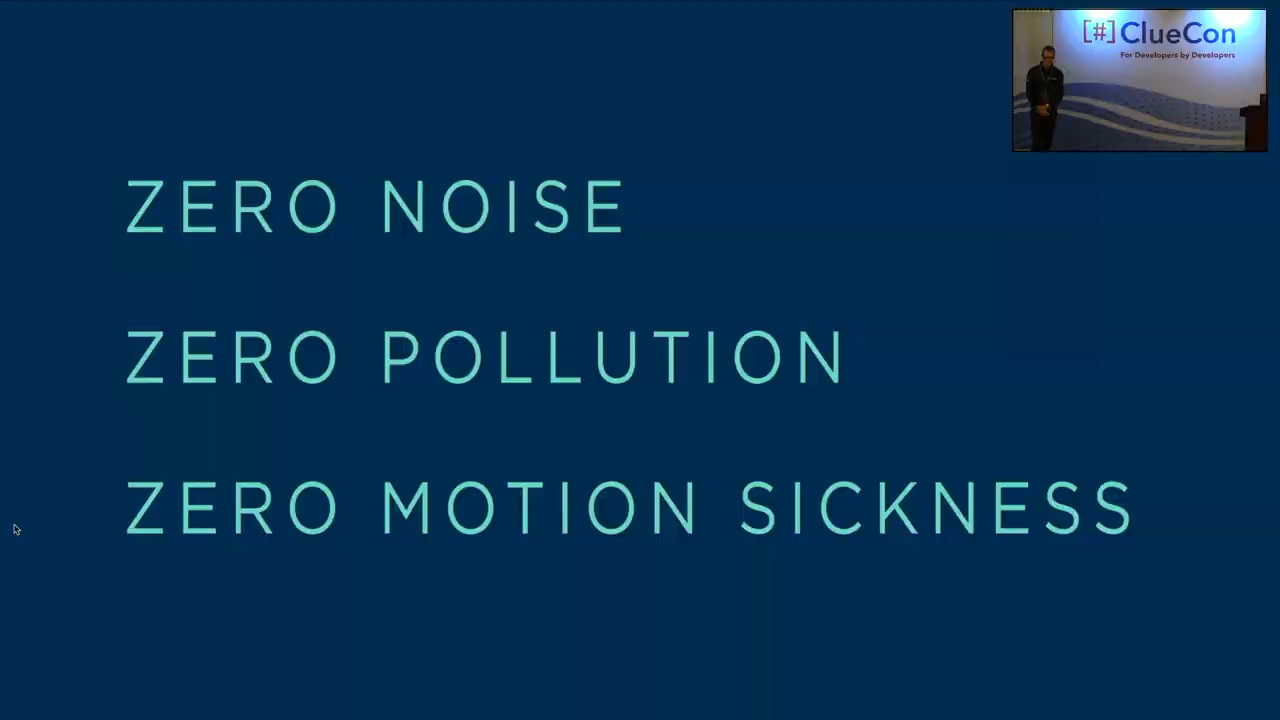 [#] ClueCon
For Developers by Developers
ZERO NOISE
ZERO POLLUTION
ZERO MOTION SICKNESS